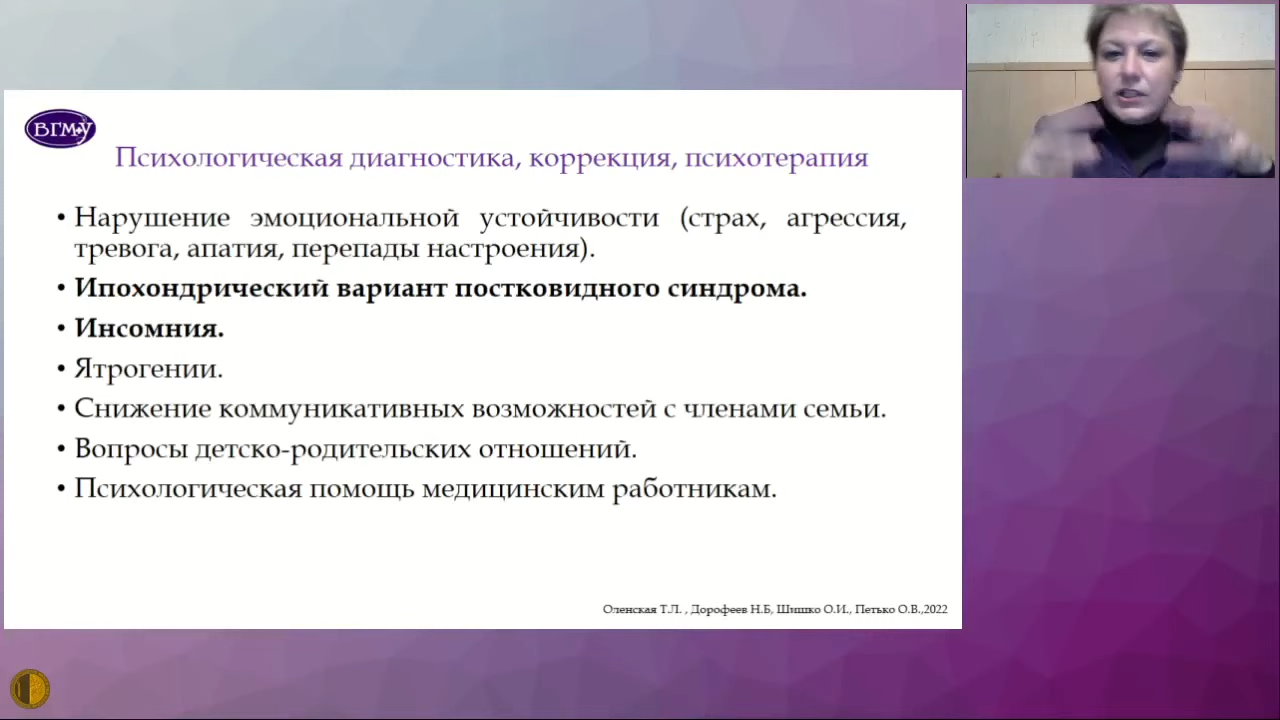 ВГМУ
Психологическая диагностика, коррекция, психотерапия
• Нарушение эмоциональной устойчивости (страх, агрессия,
тревога, апатия, перепады настроения).
• Ипохондрический вариант постковидного синдрома.
• Инсомния.
• Ятрогении.
• Снижение коммуникативных возможностей с членами семьи.
• Вопросы детско-родительских отношений.
• Психологическая помощь медицинским работникам.
Оленская Т.Л. , Дорофеев Н.Б, Шишко О.И., Петько О.В.,2022